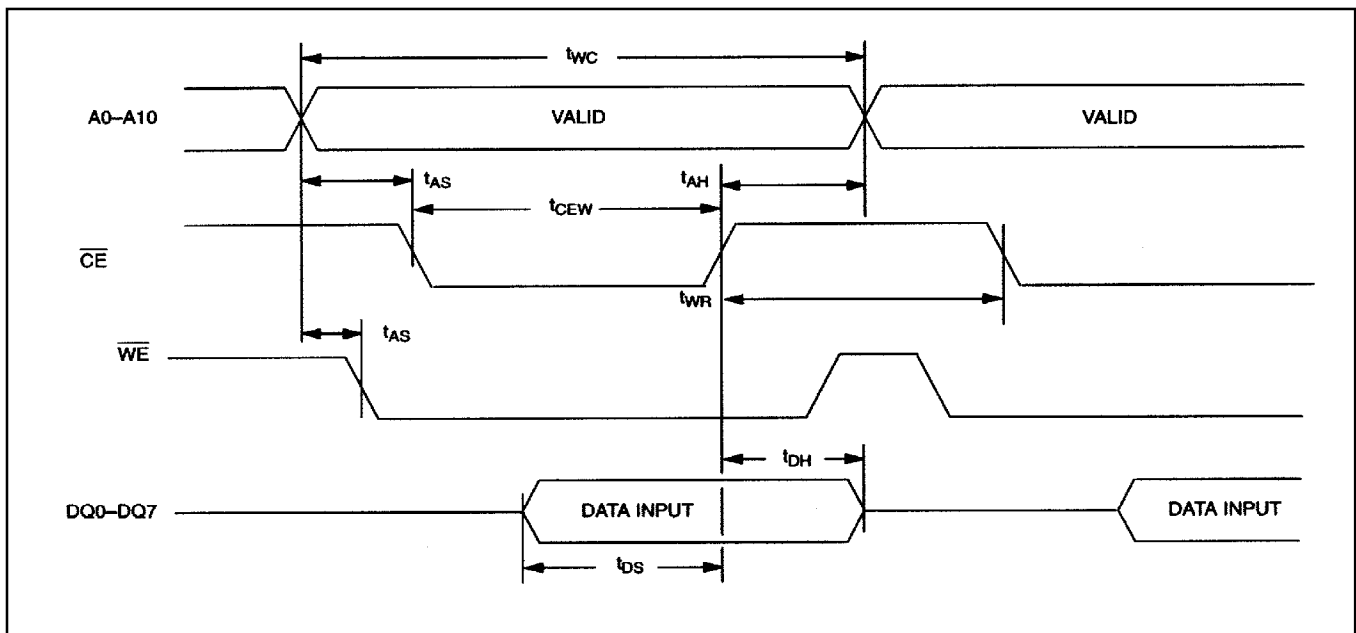 tWC
A0–A10 VALID VALID
tAS tAH
tCEW
CE
tWR
tAS
WE
tDH
DQ0–DQ7 DATA INPUT DATA INPUT
tDS